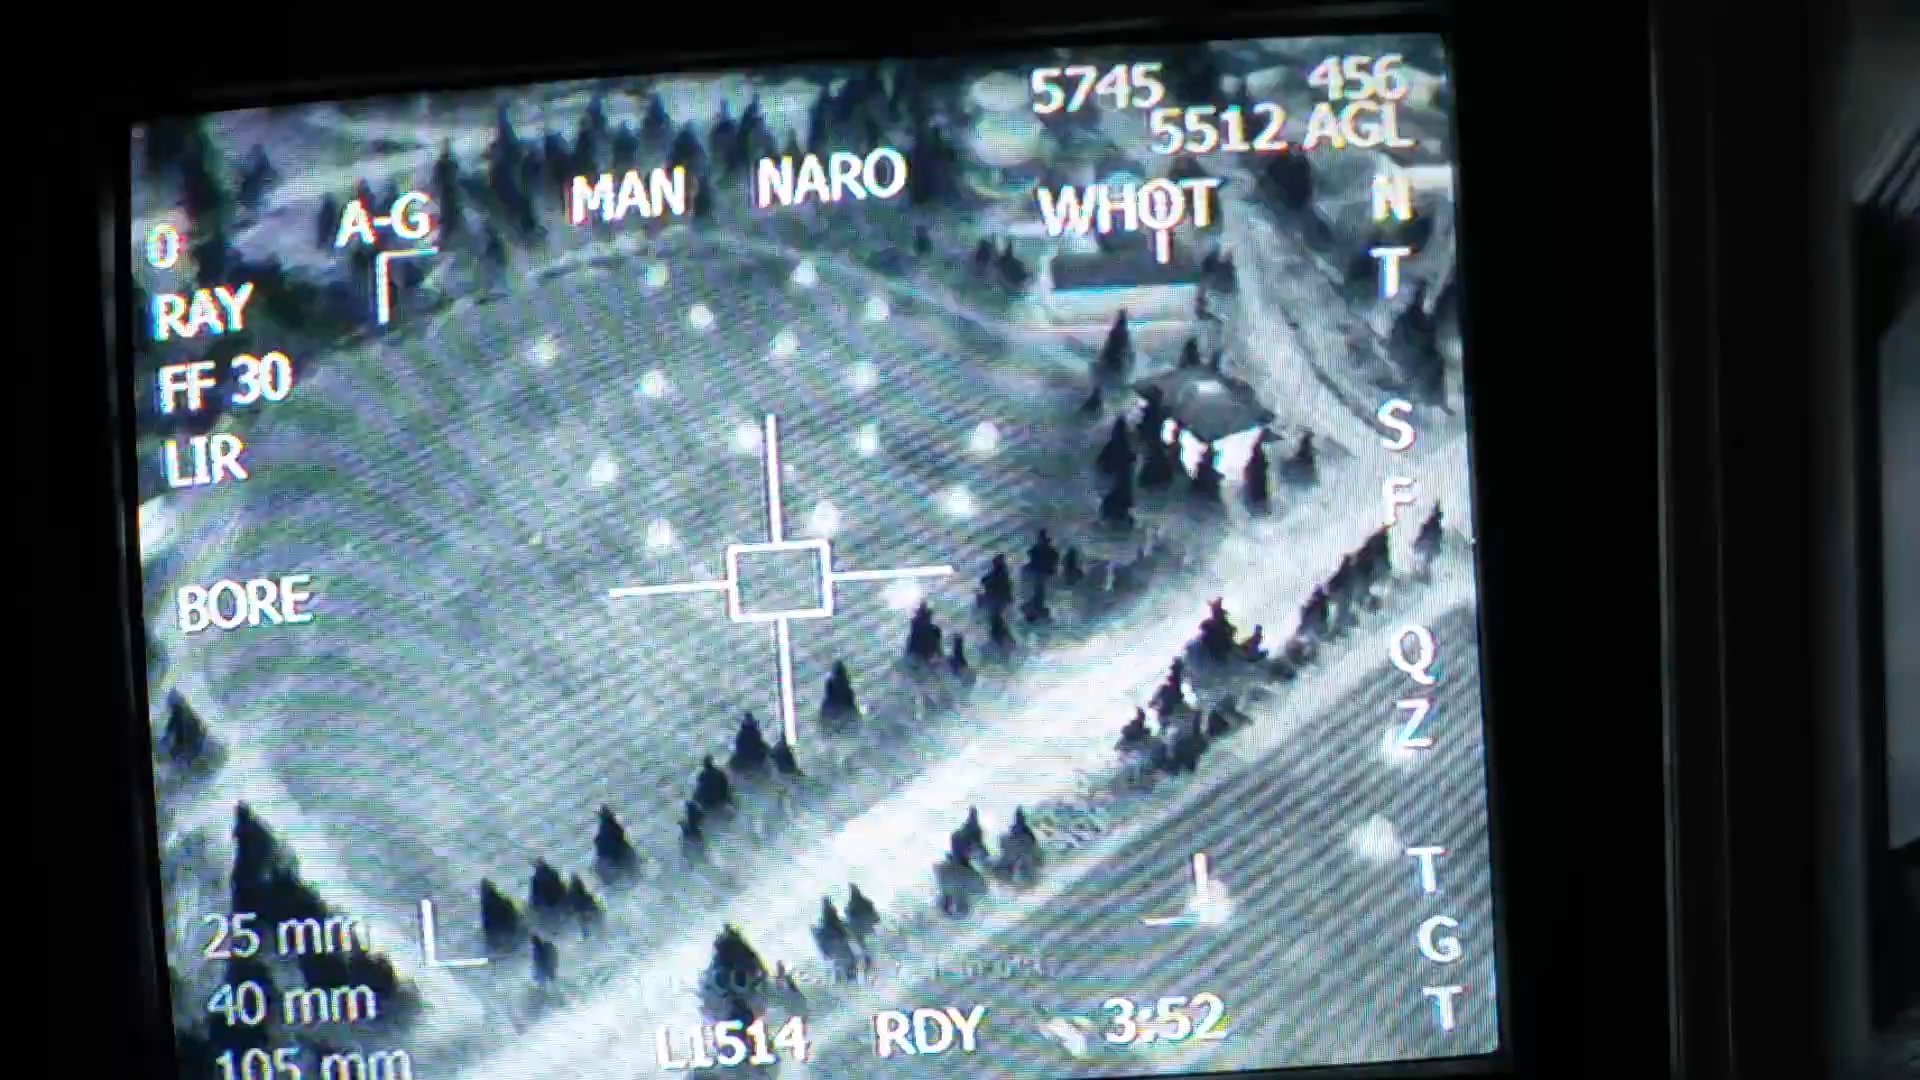 5745 456
5512 AGL
MAN NARO
WHOT
A-G
0
RAY
FF 30
LIR
BORE
N
T
S
F
Q
Z
T
G
T
25 mm
40 mm
105 mm
L1514 RDY 3:52